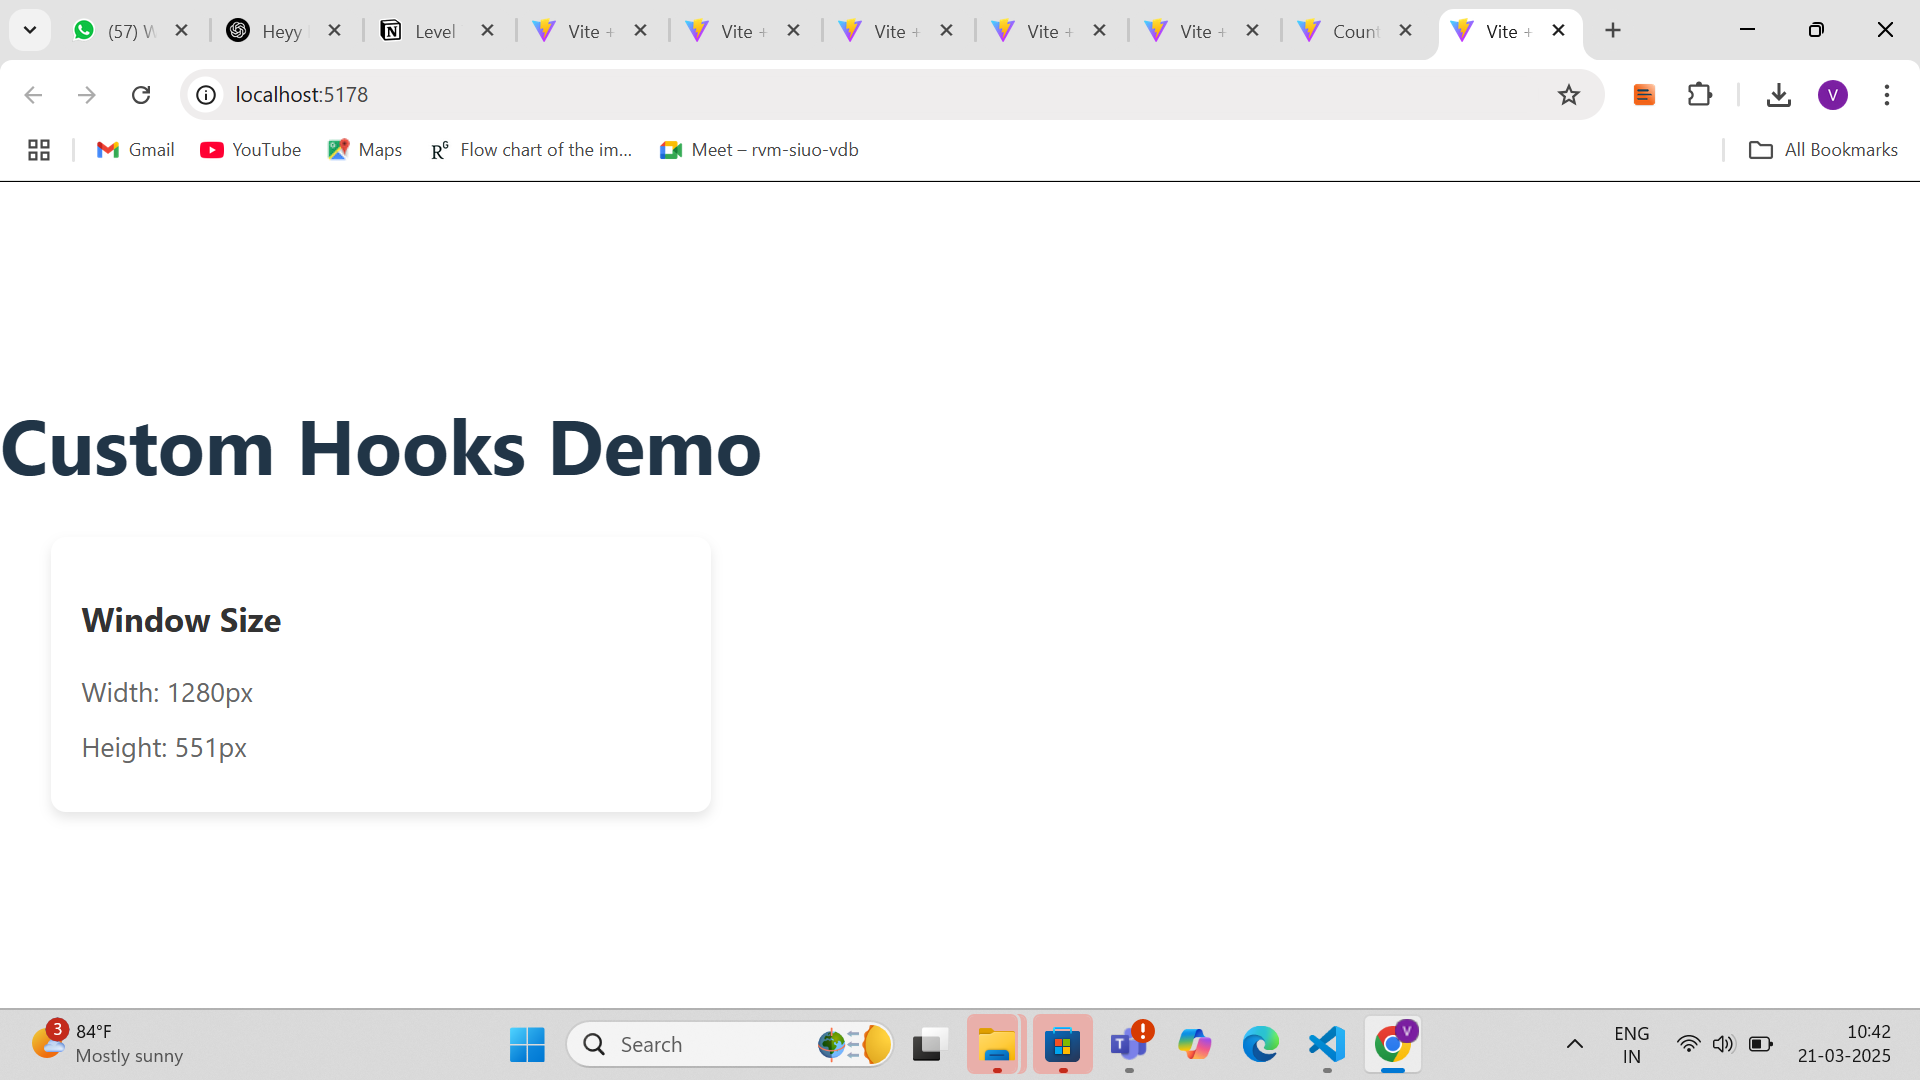 (57) W
Heyy
Level
Vite +
Vite +
Vite +
Vite +
Vite +
Count
Vite +
localhost:5178
V
Gmail
YouTube
Maps
RG
Flow chart of the im...
Meet – rvm-siuo-vdb
All Bookmarks
Custom Hooks Demo
Window Size
Width: 1280px
Height: 551px
3
84°F
Mostly sunny
Search
T
V
ENG
IN
10:42
21-03-2025